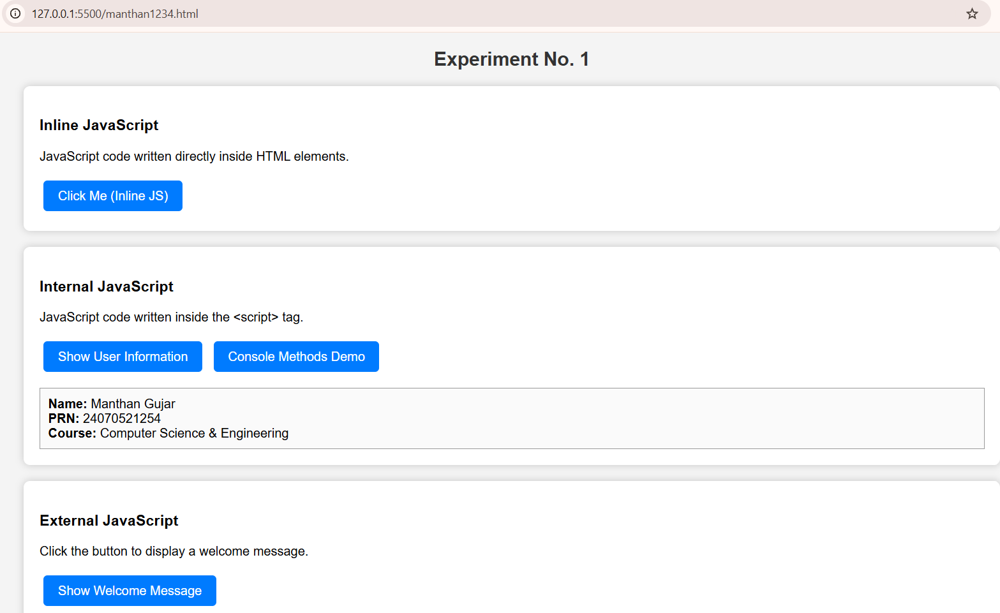 127.0.0.1:5500/manthan1234.html
Experiment No. 1
Inline JavaScript
JavaScript code written directly inside HTML elements.
Click Me (Inline JS)
Internal JavaScript
JavaScript code written inside the <script> tag.
Show User Information
Console Methods Demo
Name: Manthan Gujar
PRN: 24070521254
Course: Computer Science & Engineering
External JavaScript
Click the button to display a welcome message.
Show Welcome Message